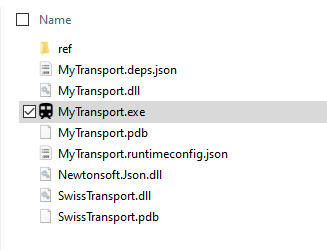 Name
ref
MyTransport.deps.json
MyTransport.dll
MyTransport.exe
MyTransport.pdb
MyTransport.runtimeconfig.json
Newtonsoft.Json.dll
SwissTransport.dll
SwissTransport.pdb